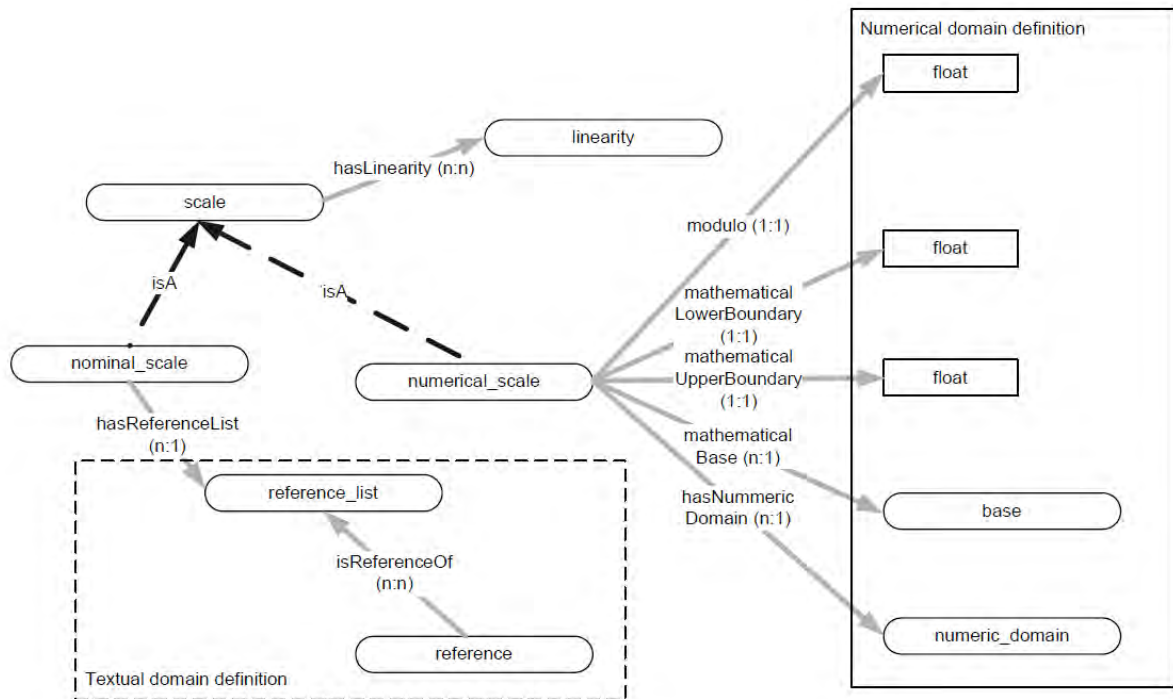 Numerical domain definition
float
linearity
hasLinearity (n:n)
scale
modulo (1:1)
float
isA
isA
mathematical
LowerBoundary
(1:1)
nominal_scale
numerical_scale
mathematical
UpperBoundary
(1:1)
float
hasReferenceList
(n:1)
mathematical
Base (n:1)
reference_list
hasNummeric
Domain (n:1)
base
isReferenceOf
(n:n)
reference
numeric_domain
Textual domain definition